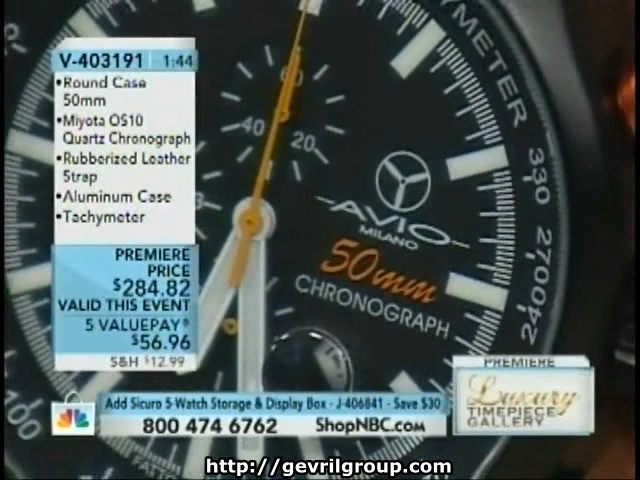 V-403191 1:44
•Round Case
50mm
•Miyota OS10
Quartz Chronograph
•Rubberized Leather
Strap
•Aluminum Case
•Tachymeter
PREMIERE
PRICE
$284.82
VALID THIS EVENT
5 VALUEPAY®
$56.96
S&H $12.99
60
40 20
AVIO
MILANO
50mm
CHRONOGRAPH
YMETER 330 270 240
100
PREMIERE
Luxury
TIMEPIECE
GALLERY
Add Sicuro 5-Watch Storage & Display Box - J-406841 - Save $30
800 474 6762 ShopNBC.com
http://gevrilgroup.com